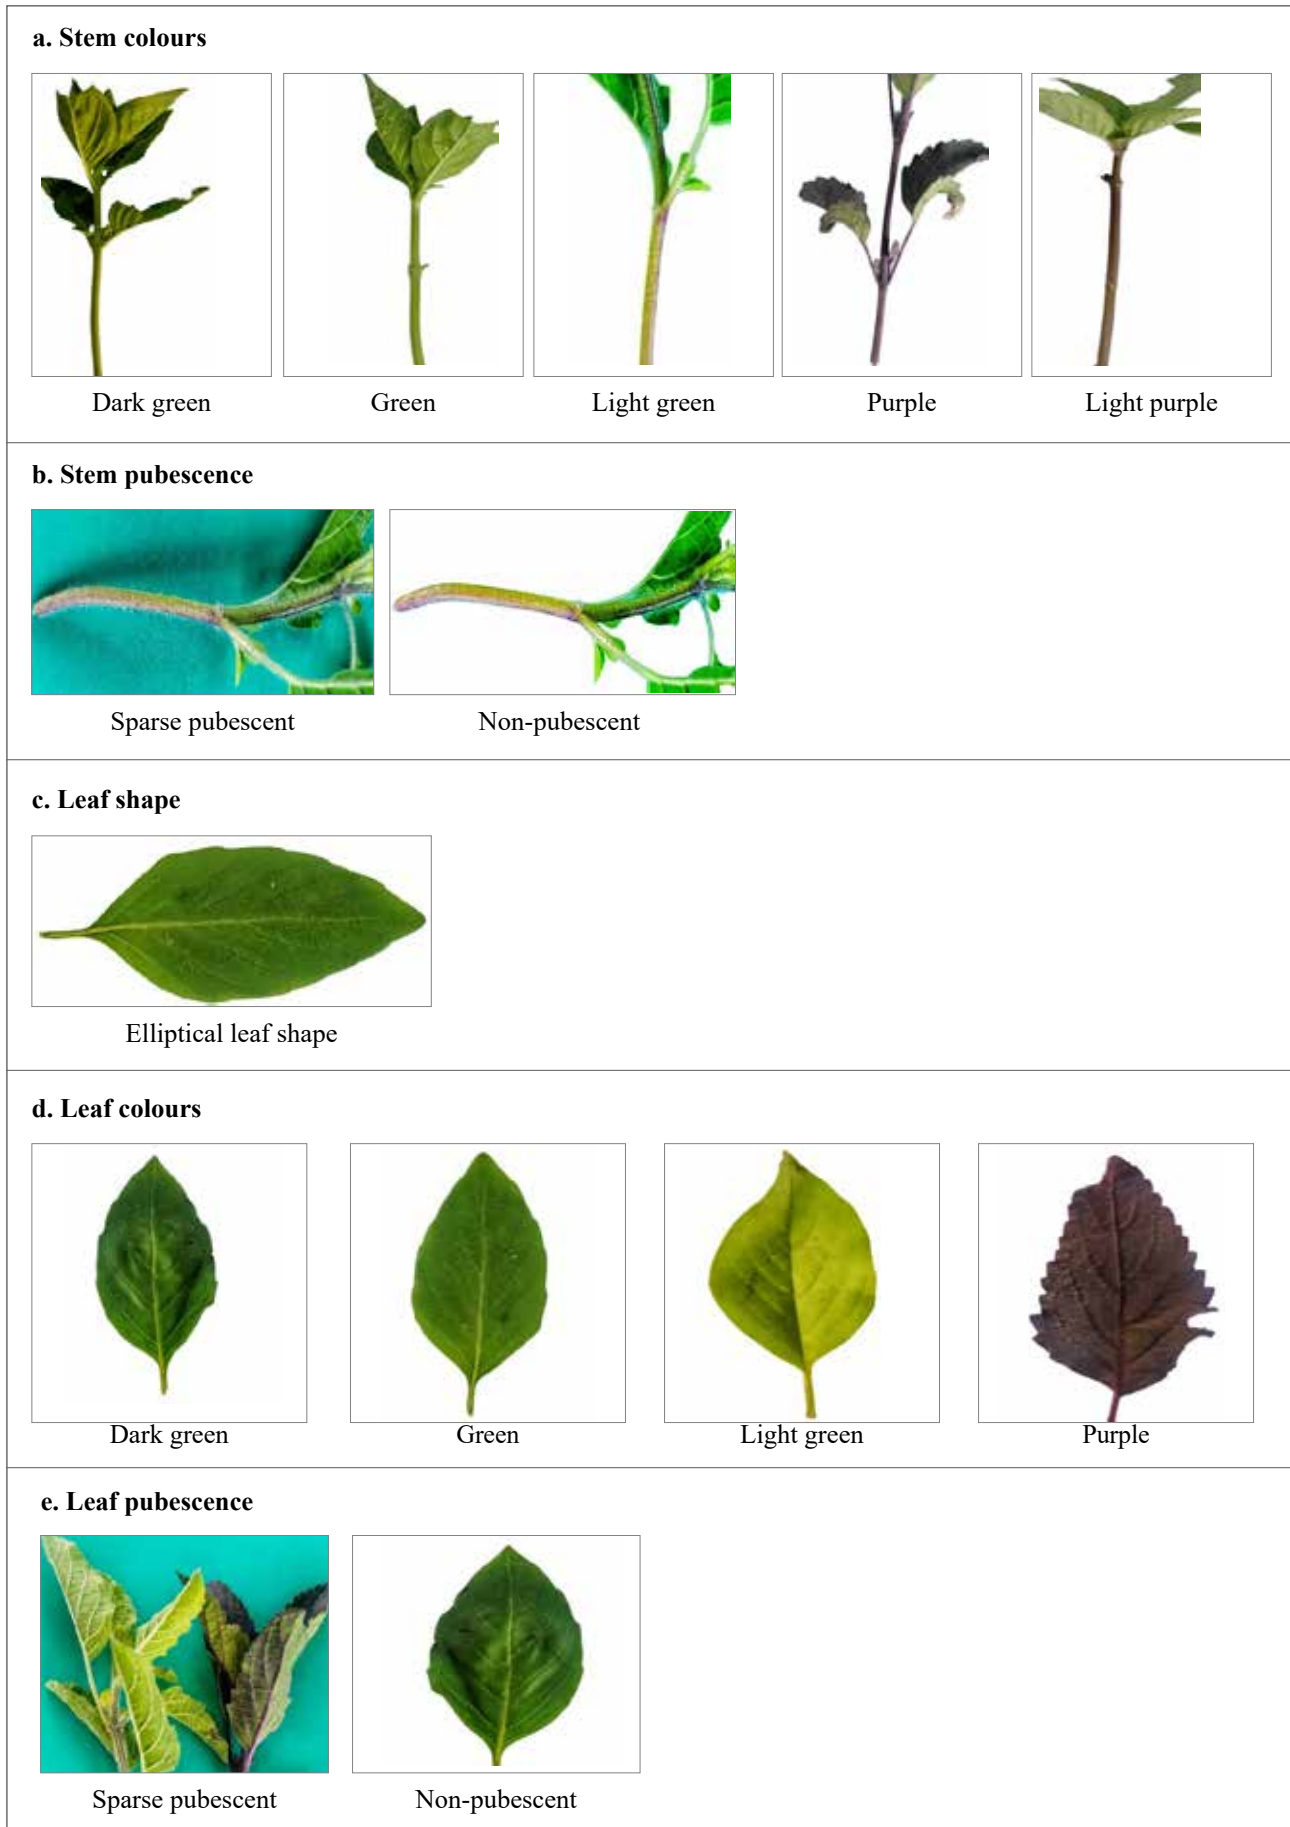 a. Stem colours
Dark green
Green
Light green
Purple
Light purple
b. Stem pubescence
Sparse pubescent
Non-pubescent
c. Leaf shape
Elliptical leaf shape
d. Leaf colours
Dark green
Green
Light green
Purple
e. Leaf pubescence
Sparse pubescent
Non-pubescent